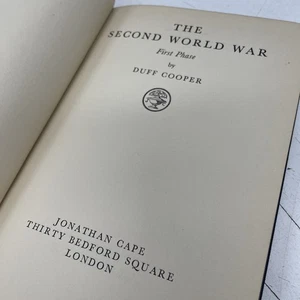 THE
SECOND WORLD WAR
First Phase
by
DUFF COOPER
JONATHAN CAPE
THIRTY BEDFORD SQUARE
LONDON